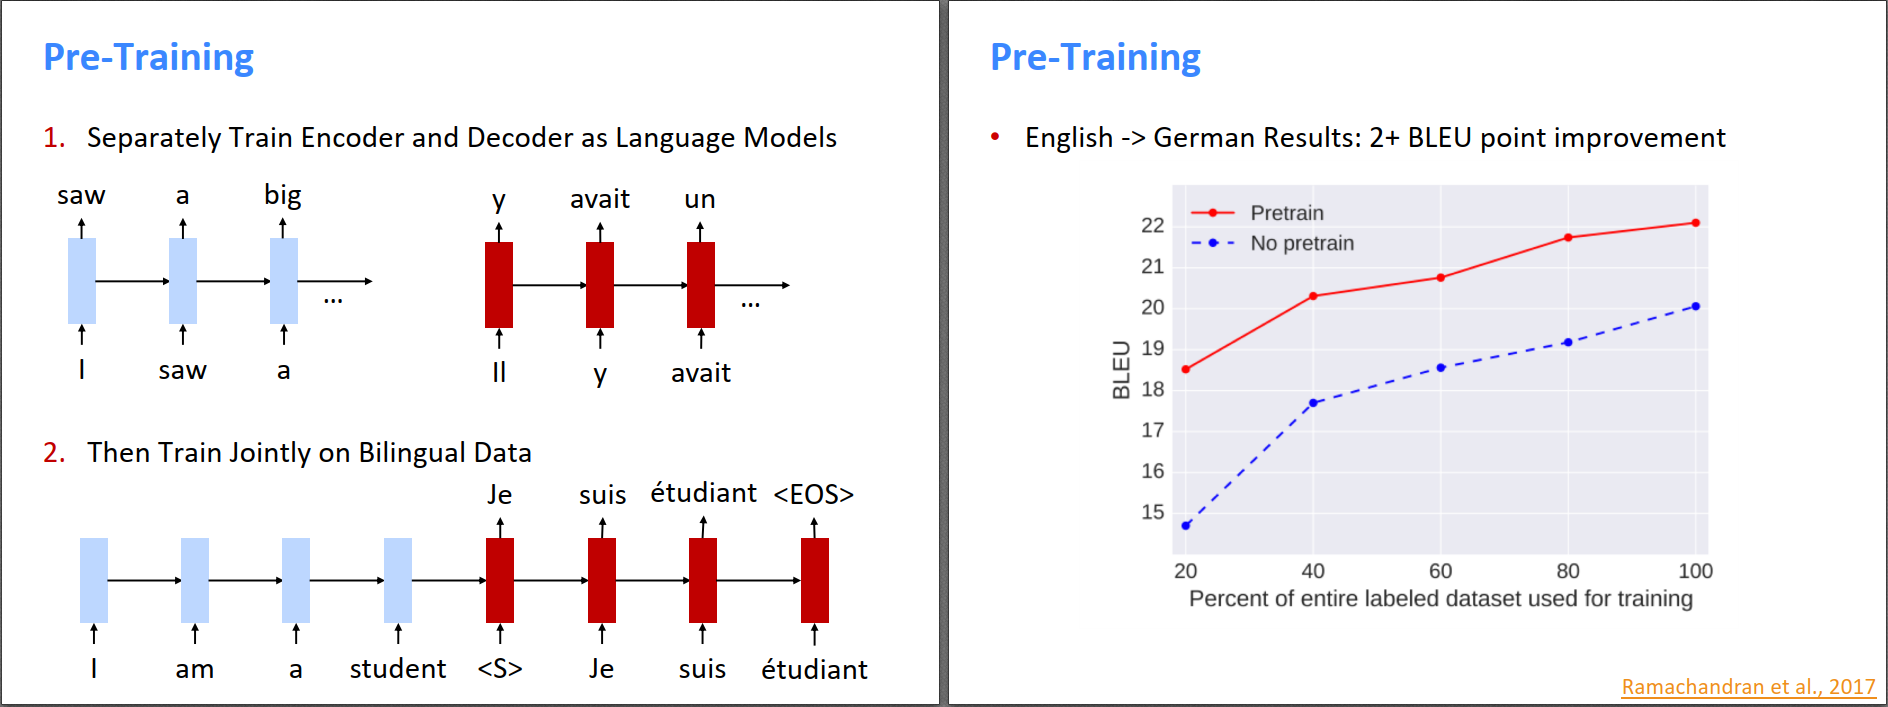 Pre-Training
1. Separately Train Encoder and Decoder as Language Models
saw a big
...
I saw a
y avait un
...
Il y avait
2. Then Train Jointly on Bilingual Data
Je suis étudiant <EOS>
I am a student <S> Je suis étudiant
Pre-Training
• English -> German Results: 2+ BLEU point improvement
Pretrain
No pretrain
22
21
20
19
18
17
16
15
BLEU
20 40 60 80 100
Percent of entire labeled dataset used for training
Ramachandran et al., 2017